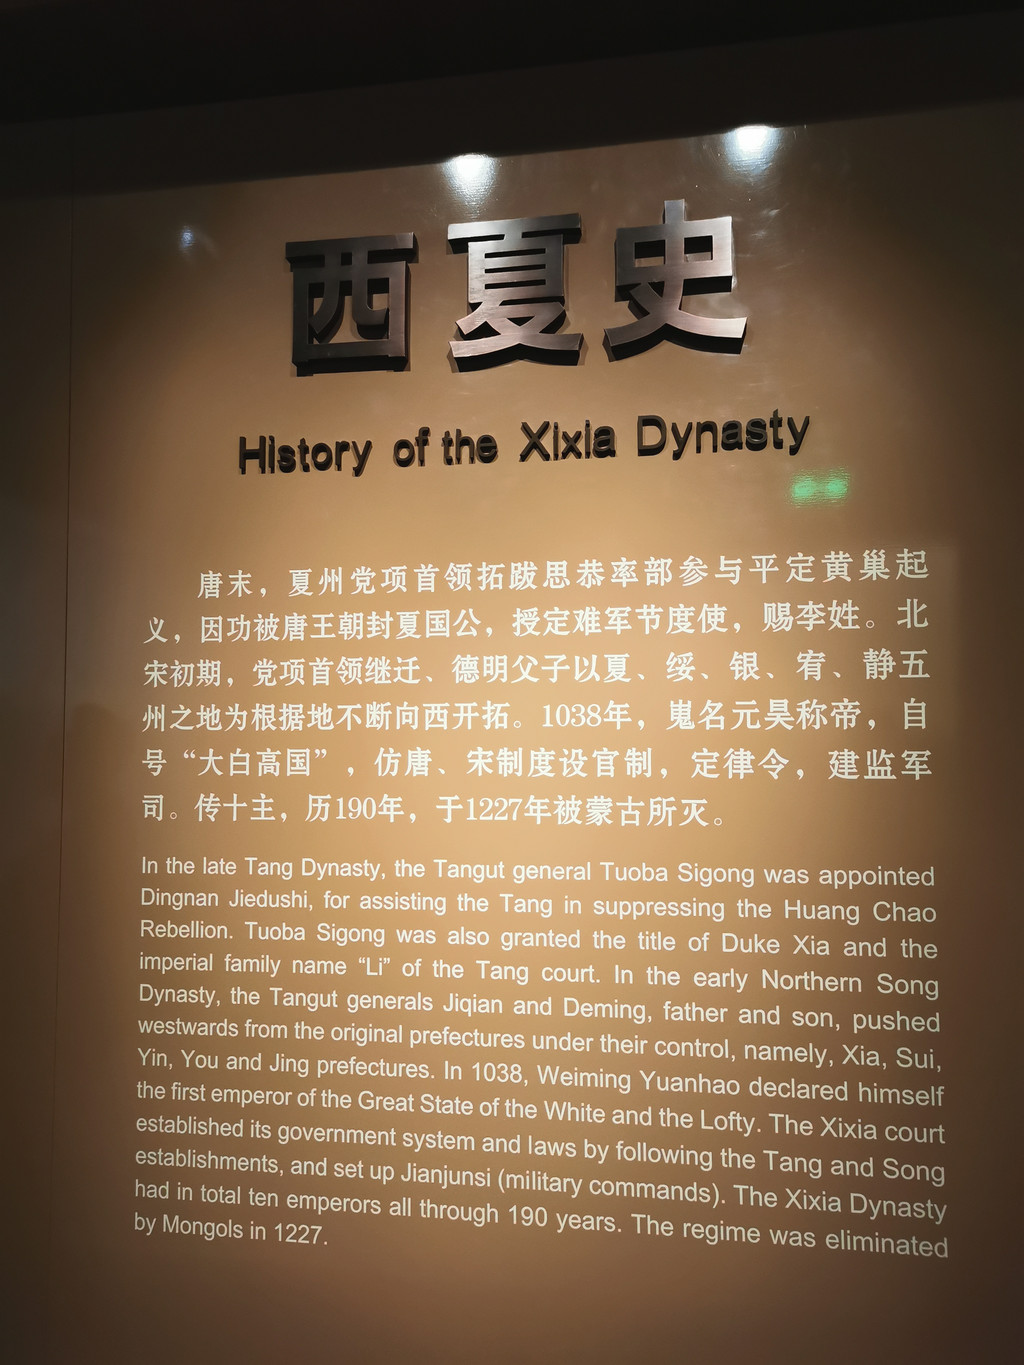 西夏史
History of the Xixia Dynasty
唐末，夏州党项首领拓跋思恭率部参与平定黄巢起
义，因功被唐王朝封夏国公，授定难军节度使，赐李姓。北
宋初期，党项首领继迁、德明父子以夏、绥、银、宥、静五
州之地为根据地不断向西开拓。1038年，嵬名元昊称帝，自
号“大白高国”，仿唐、宋制度设官制，定律令，建监军
司。传十主，历190年，于1227年被蒙古所灭。
In the late Tang Dynasty, the Tangut general Tuoba Sigong was appointed
Dingnan Jiedushi, for assisting the Tang in suppressing the Huang Chao
Rebellion. Tuoba Sigong was also granted the title of Duke Xia and the
imperial family name “Li” of the Tang court. In the early Northern Song
Dynasty, the Tangut generals Jiqian and Deming, father and son, pushed
westwards from the original prefectures under their control, namely, Xia, Sui,
Yin, You and Jing prefectures. In 1038, Weiming Yuanhao declared himself
the first emperor of the Great State of the White and the Lofty. The Xixia court
established its government system and laws by following the Tang and Song
establishments, and set up Jianjunsi (military commands). The Xixia Dynasty
had in total ten emperors all through 190 years. The regime was eliminated
by Mongols in 1227.